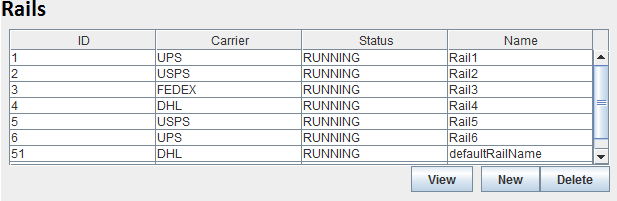 Rails
ID Carrier Status Name
1 UPS RUNNING Rail1
2 USPS RUNNING Rail2
3 FEDEX RUNNING Rail3
4 DHL RUNNING Rail4
5 USPS RUNNING Rail5
6 UPS RUNNING Rail6
51 DHL RUNNING defaultRailName
View New Delete